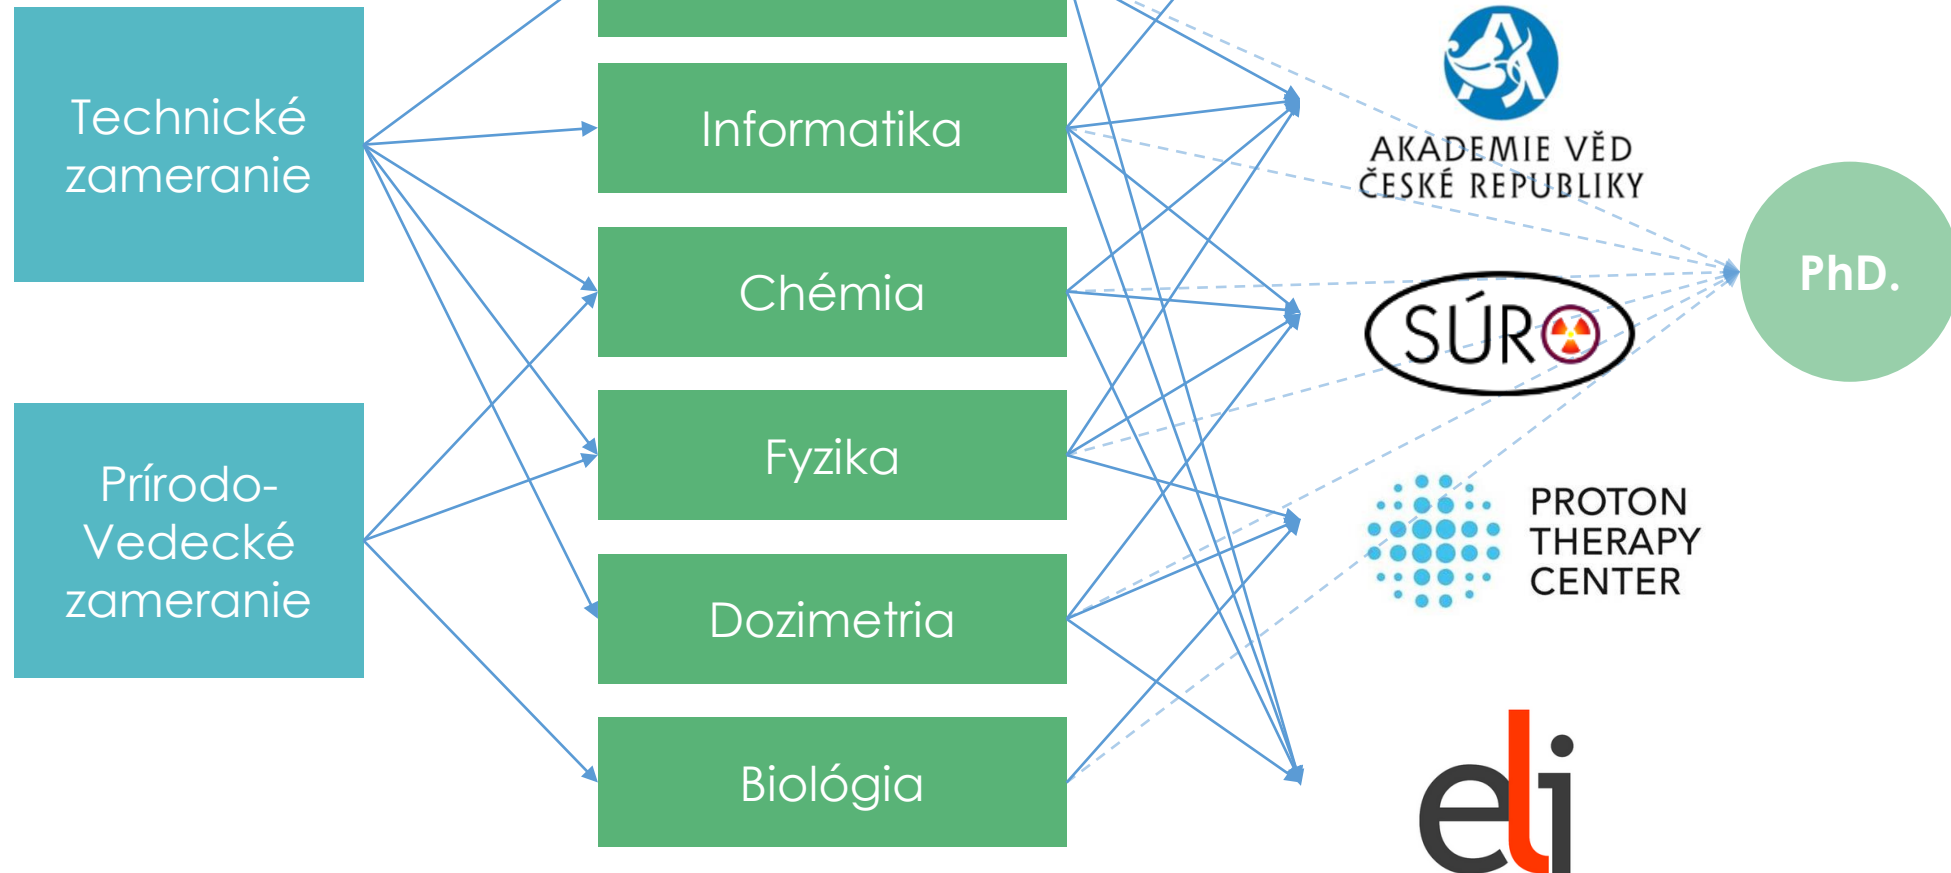 Technické
zameranie
Prírodo-
Vedecké
zameranie
Informatika
Chémia
Fyzika
Dozimetria
Biológia
AKADEMIE VĚD
ČESKÉ REPUBLIKY
SÚRO
PROTON
THERAPY
CENTER
eli
PhD.